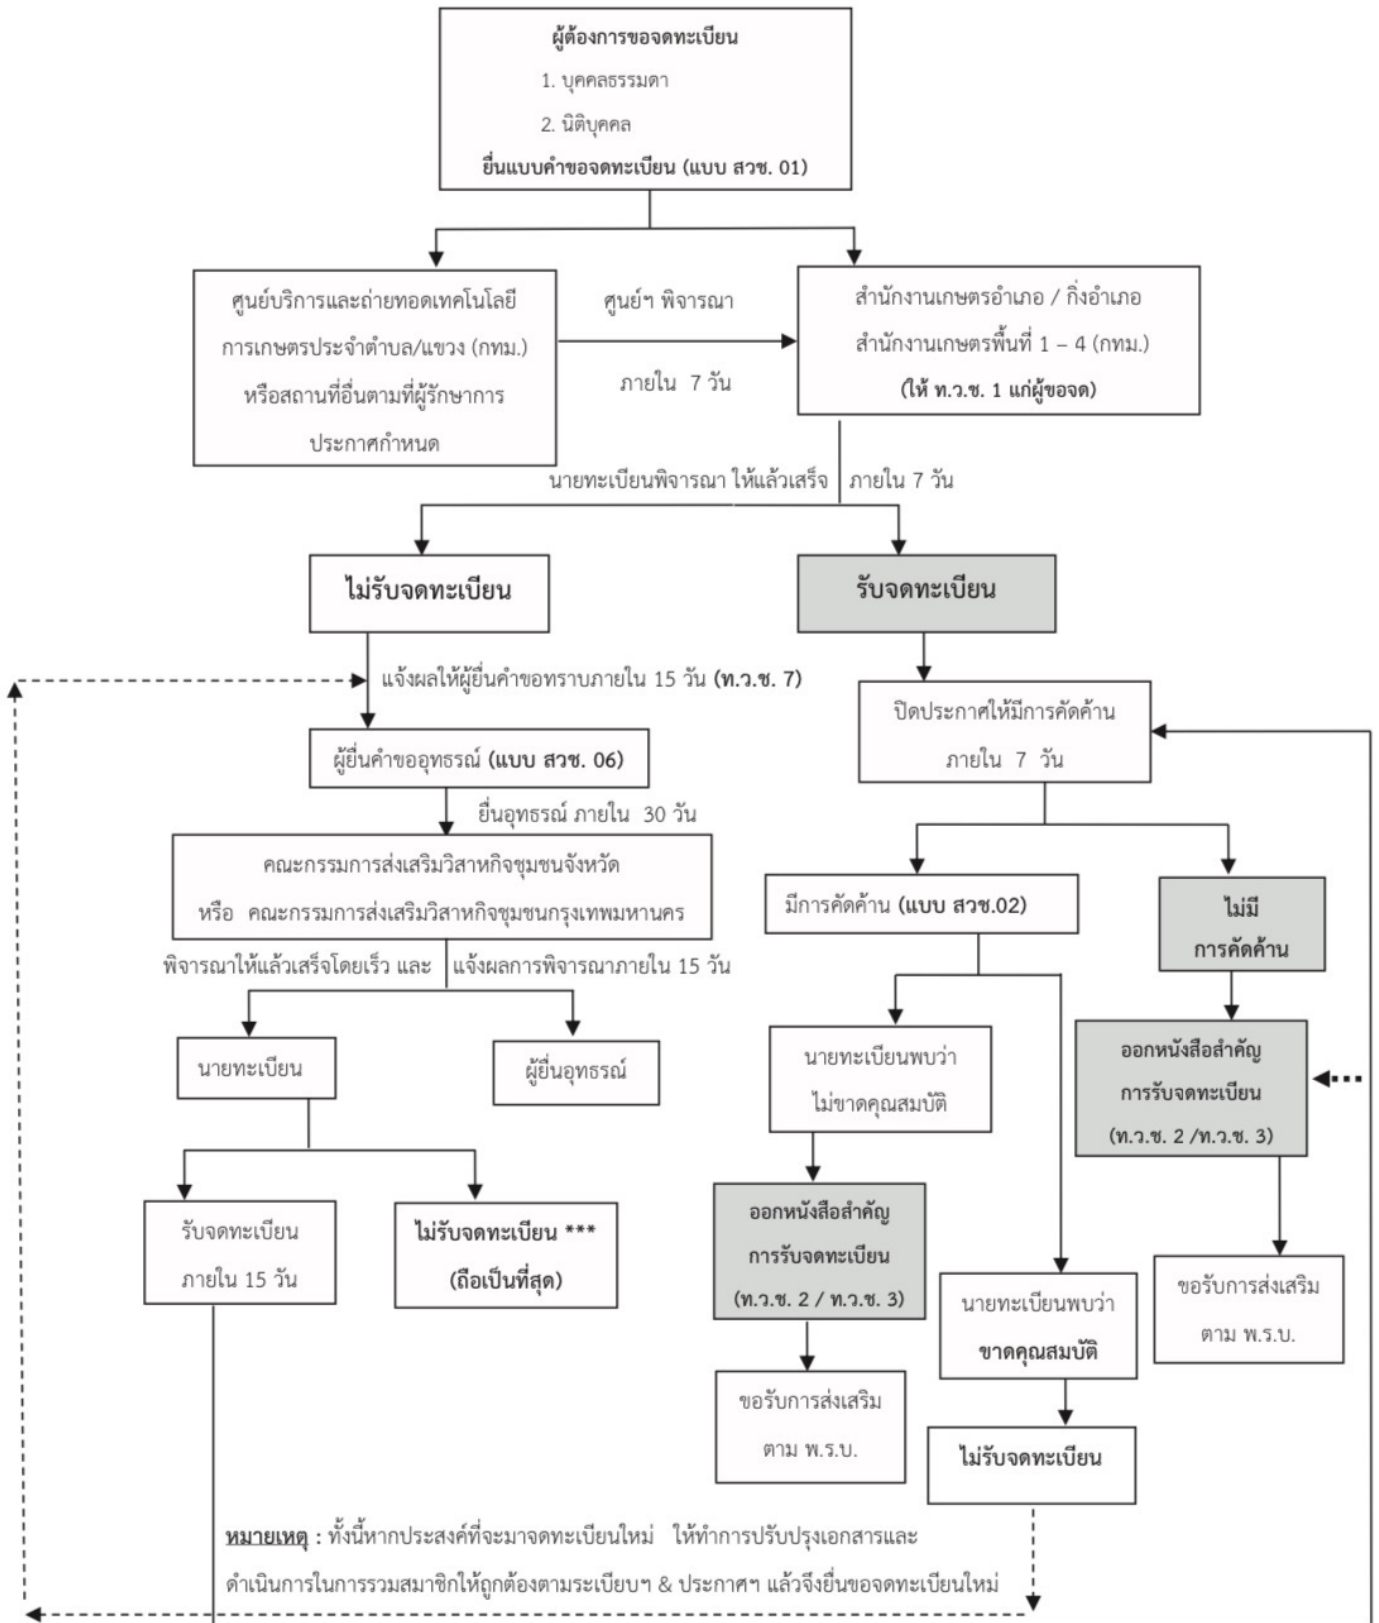 ผู้ต้องการขอจดทะเบียน
1. บุคคลธรรมดา
2. นิติบุคคล
ยื่นแบบคำขอจดทะเบียน (แบบ สวช. 01)
ศูนย์บริการและถ่ายทอดเทคโนโลยี
การเกษตรประจำตำบล/แขวง (กทม.)
หรือสถานที่อื่นตามที่ผู้รักษาการ
ประกาศกำหนด
ศูนย์ฯ พิจารณา
ภายใน 7 วัน
สำนักงานเกษตรอำเภอ / กิ่งอำเภอ
สำนักงานเกษตรพื้นที่ 1 – 4 (กทม.)
(ให้ ท.ว.ช. 1 แก่ผู้ขอจด)
นายทะเบียนพิจารณา ให้แล้วเสร็จ ภายใน 7 วัน
ไม่รับจดทะเบียน
รับจดทะเบียน
แจ้งผลให้ผู้ยื่นคำขอทราบภายใน 15 วัน (ท.ว.ช. 7)
ปิดประกาศให้มีการคัดค้าน
ภายใน 7 วัน
ผู้ยื่นคำขออุทธรณ์ (แบบ สวช. 06)
ยื่นอุทธรณ์ ภายใน 30 วัน
คณะกรรมการส่งเสริมวิสาหกิจชุมชนจังหวัด
หรือ คณะกรรมการส่งเสริมวิสาหกิจชุมชนกรุงเทพมหานคร
พิจารณาให้แล้วเสร็จโดยเร็ว และ แจ้งผลการพิจารณาภายใน 15 วัน
มีการคัดค้าน (แบบ สวช.02)
ไม่มี
การคัดค้าน
นายทะเบียน
ผู้ยื่นอุทธรณ์
นายทะเบียนพบว่า
ไม่ขาดคุณสมบัติ
ออกหนังสือสำคัญ
การรับจดทะเบียน
(ท.ว.ช. 2 /ท.ว.ช. 3)
รับจดทะเบียน
ภายใน 15 วัน
ไม่รับจดทะเบียน ***
(ถือเป็นที่สุด)
ออกหนังสือสำคัญ
การรับจดทะเบียน
(ท.ว.ช. 2 / ท.ว.ช. 3)
นายทะเบียนพบว่า
ขาดคุณสมบัติ
ขอรับการส่งเสริม
ตาม พ.ร.บ.
ขอรับการส่งเสริม
ตาม พ.ร.บ.
ไม่รับจดทะเบียน
หมายเหตุ : ทั้งนี้หากประสงค์ที่จะมาจดทะเบียนใหม่ ให้ทำการปรับปรุงเอกสารและ
ดำเนินการในการรวมสมาชิกให้ถูกต้องตามระเบียบฯ & ประกาศฯ แล้วจึงยื่นขอจดทะเบียนใหม่